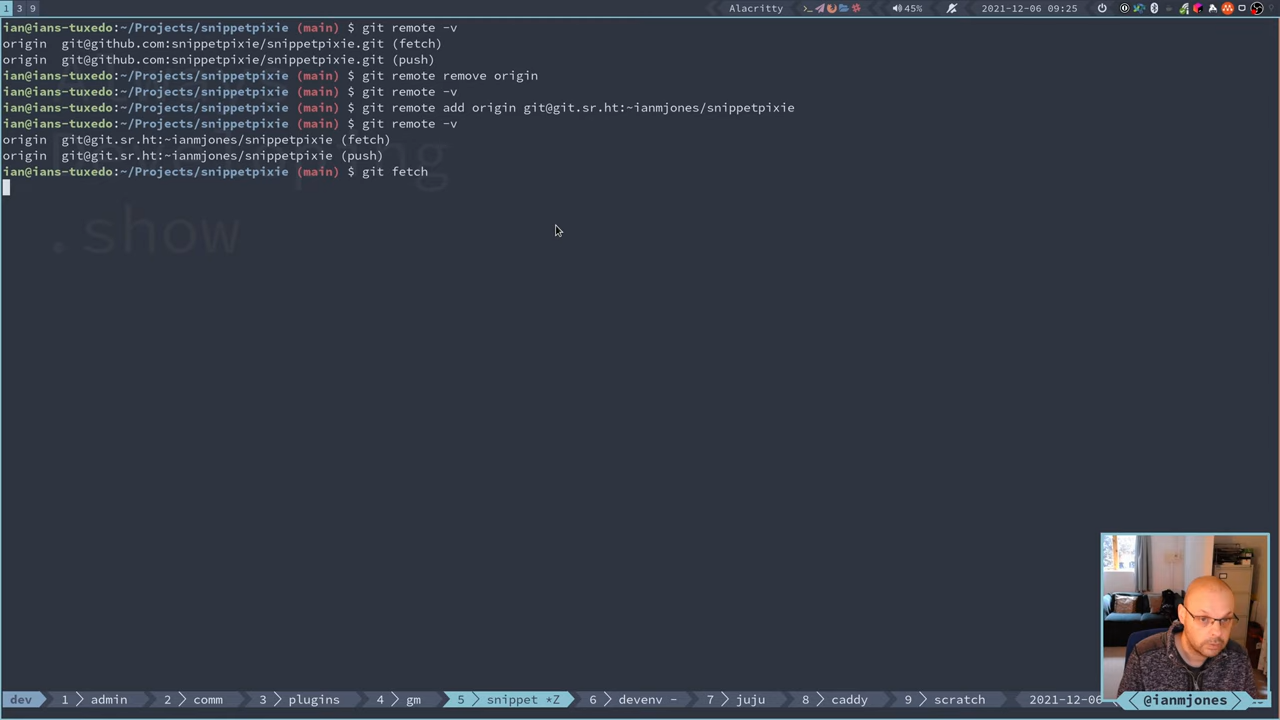 1 3 9 Alacritty 45% 2021-12-06 09:25
ian@ians-tuxedo:~/Projects/snippetpixie (main) $ git remote -v
origin git@github.com:snippetpixie/snippetpixie.git (fetch)
origin git@github.com:snippetpixie/snippetpixie.git (push)
ian@ians-tuxedo:~/Projects/snippetpixie (main) $ git remote remove origin
ian@ians-tuxedo:~/Projects/snippetpixie (main) $ git remote -v
ian@ians-tuxedo:~/Projects/snippetpixie (main) $ git remote add origin git@git.sr.ht:~ianmjones/snippetpixie
ian@ians-tuxedo:~/Projects/snippetpixie (main) $ git remote -v
origin git@git.sr.ht:~ianmjones/snippetpixie (fetch)
origin git@git.sr.ht:~ianmjones/snippetpixie (push)
ian@ians-tuxedo:~/Projects/snippetpixie (main) $ git fetch
.show
dev 1 admin 2 comm 3 plugins 4 gm 5 snippet *Z 6 devenv - 7 juju 8 caddy 9 scratch 2021-12-06 @ianmjones